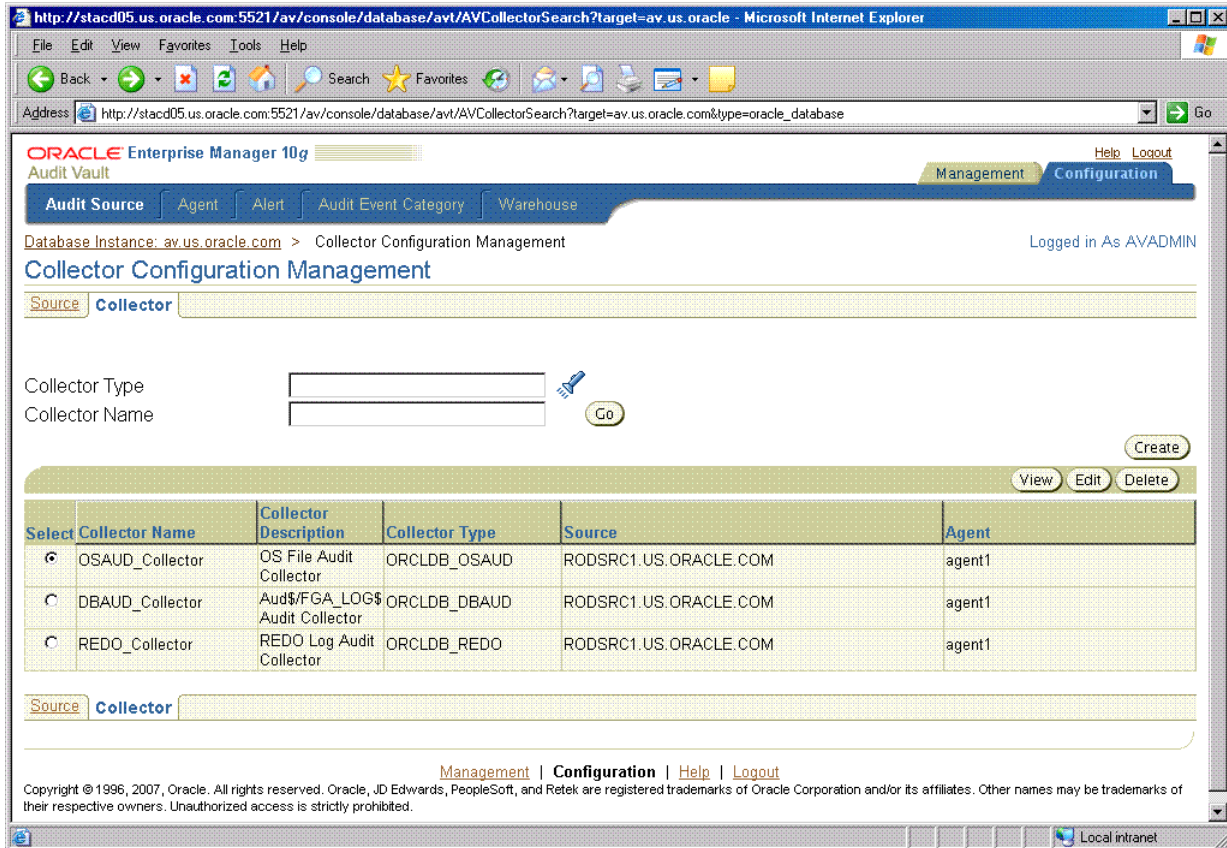 http://stacd05.us.oracle.com:5521/av/console/database/avt/AVCollectorSearch?target=av.us.oracle - Microsoft Internet Explorer
File Edit View Favorites Tools Help
Back Search Favorites
Address http://stacd05.us.oracle.com:5521/av/console/database/avt/AVCollectorSearch?target=av.us.oracle.com&type=oracle_database Go
ORACLE Enterprise Manager 10g
Audit Vault
Help Logout
Management Configuration
Audit Source Agent Alert Audit Event Category Warehouse
Database Instance: av.us.oracle.com > Collector Configuration Management
Logged in As AVADMIN
Collector Configuration Management
Source Collector
Collector Type
Collector Name Go
Create
View Edit Delete
Select Collector Name Collector Description Collector Type Source Agent
OSAUD_Collector OS File Audit Collector ORCLDB_OSAUD RODSRC1.US.ORACLE.COM agent1
DBAUD_Collector Aud$/FGA_LOG$ Audit Collector ORCLDB_DBAUD RODSRC1.US.ORACLE.COM agent1
REDO_Collector REDO Log Audit Collector ORCLDB_REDO RODSRC1.US.ORACLE.COM agent1
Source Collector
Management | Configuration | Help | Logout
Copyright © 1996, 2007, Oracle. All rights reserved. Oracle, JD Edwards, PeopleSoft, and Retek are registered trademarks of Oracle Corporation and/or its affiliates. Other names may be trademarks of
their respective owners. Unauthorized access is strictly prohibited.
Local intranet